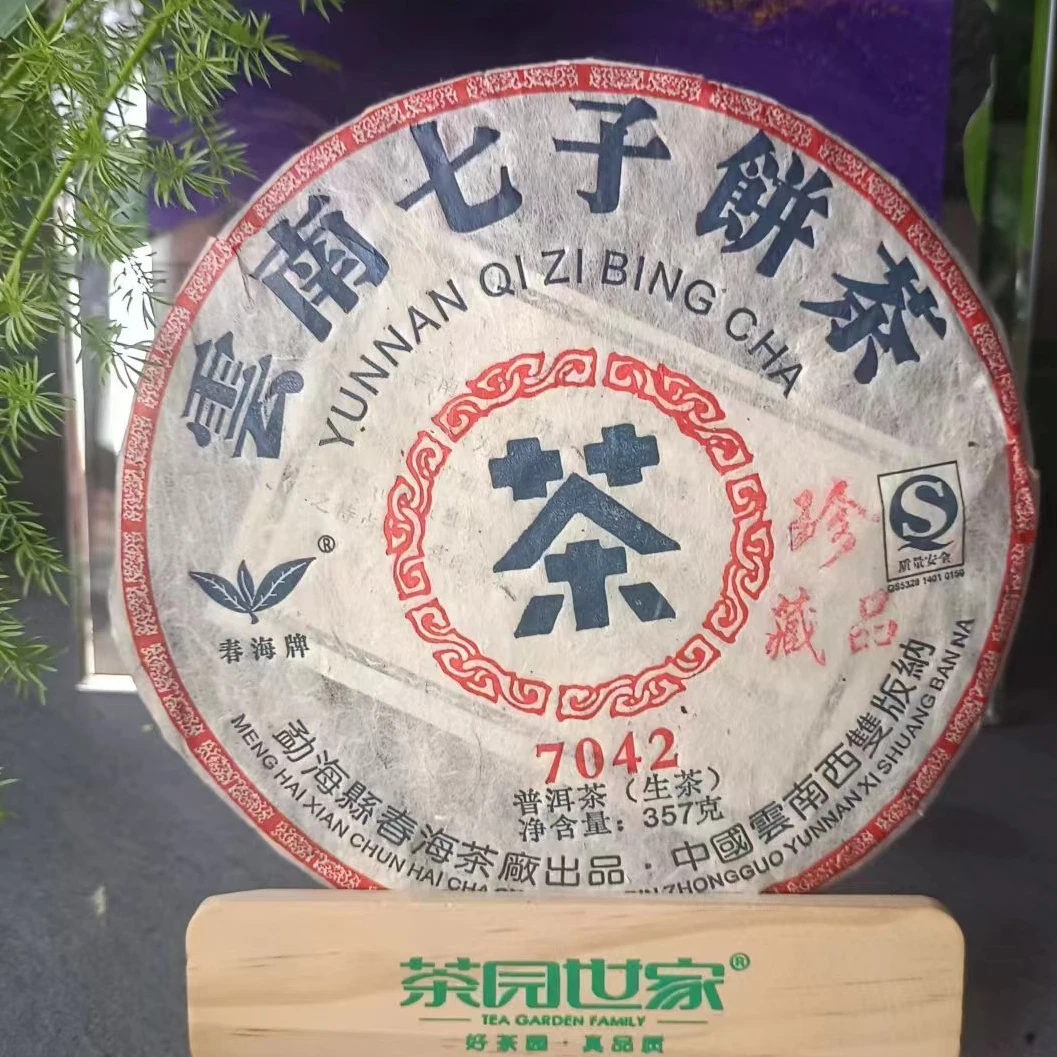 雲南七子餅茶
YUNNAN QI ZI BING CHA
茶
珍
藏品
S
質量安全
QS5329 1401 0150
®
春海牌
7042
普洱茶（生茶）
净含量：357克
勐海縣春海茶廠出品·中國雲南西雙版納
MENG HAI XIAN CHUN HAI CHA ZHONGGUO YUNNAN XI SHUANG BAN NA
茶园世家®
TEA GARDEN FAMILY
好茶园·真品质